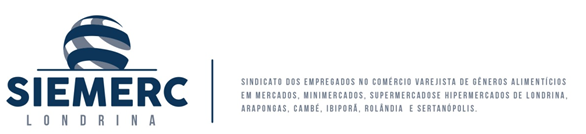 SIEMERC
LONDRINA
SINDICATO DOS EMPREGADOS NO COMÉRCIO VAREJISTA DE GÊNEROS ALIMENTÍCIOS
EM MERCADOS, MINIMERCADOS, SUPERMERCADOSE HIPERMERCADOS DE LONDRINA,
ARAPONGAS, CAMBÉ, IBIPORÃ, ROLÂNDIA E SERTANÓPOLIS.